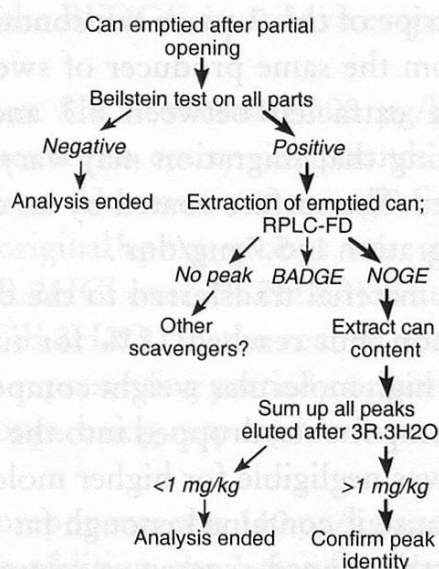 Can emptied after partial
opening
Beilstein test on all parts
Negative
Positive
Analysis ended
Extraction of emptied can;
RPLC-FD
No peak
BADGE
NOGE
Other
scavengers?
Extract can
content
Sum up all peaks
eluted after 3R.3H2O
<1 mg/kg
>1 mg/kg
Analysis ended
Confirm peak
identity